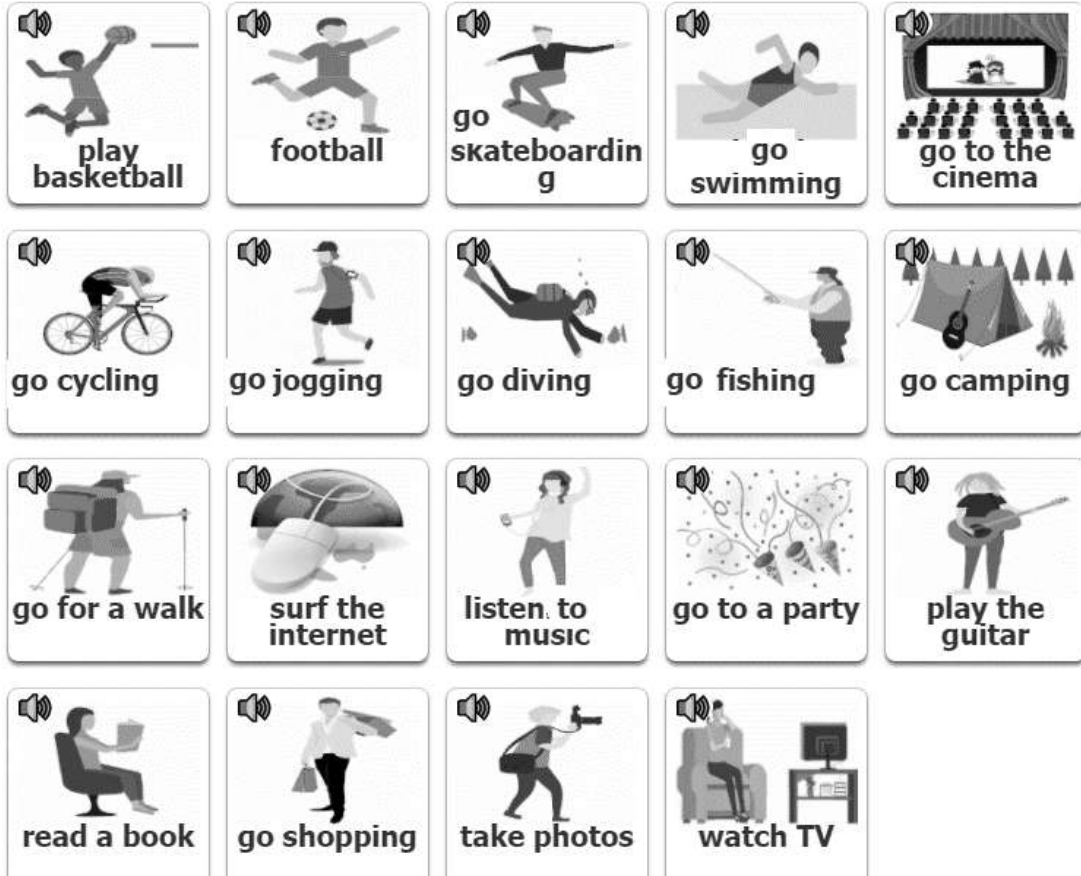 play
basketball
football
go
skateboardin
g
go
swimming
go to the
cinema
go cycling
go jogging
go diving
go fishing
go camping
go for a walk
surf the
internet
listen to
music
go to a party
play the
guitar
read a book
go shopping
take photos
watch TV